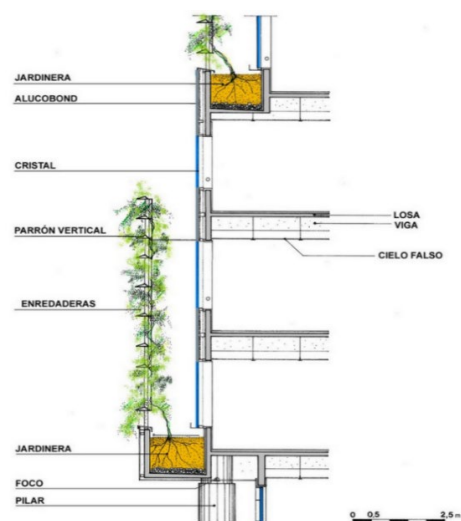 JARDINERA
ALUCOBOND
CRISTAL
LOSA
VIGA
PARRÓN VERTICAL
CIELO FALSO
ENREDADERAS
JARDINERA
FOCO
PILAR
0 0.5 2,5 m